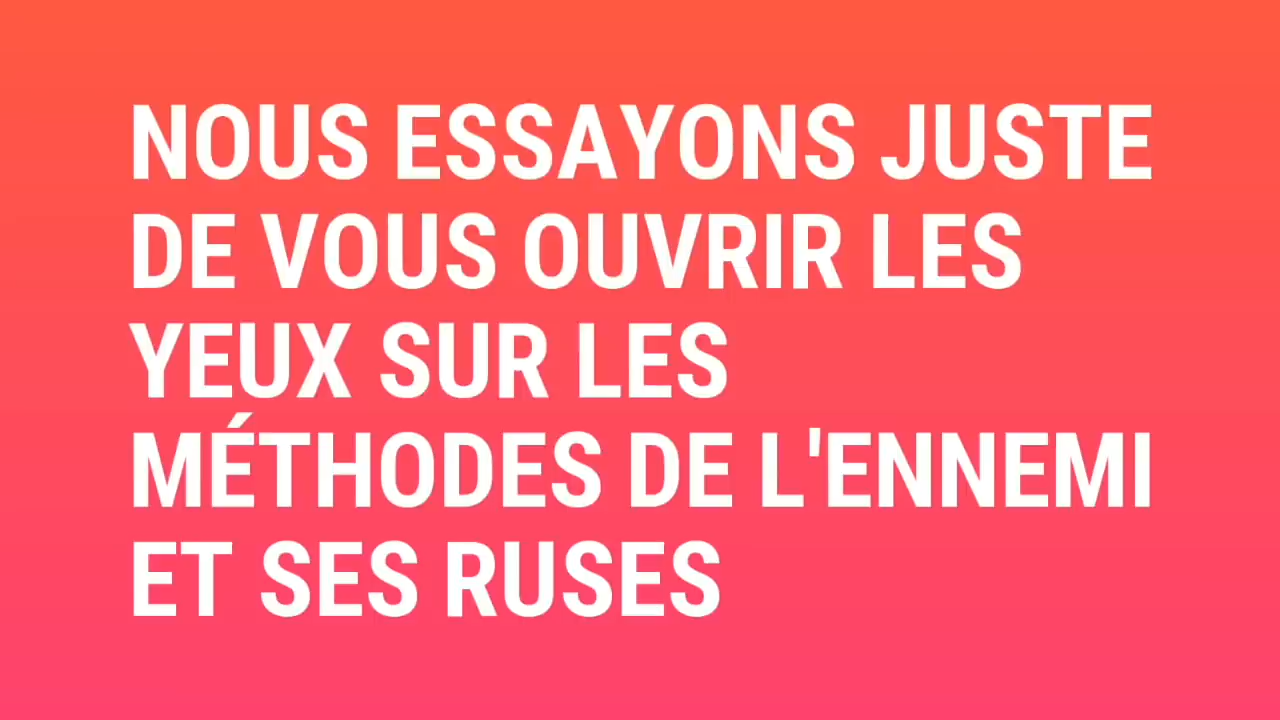 NOUS ESSAYONS JUSTE
DE VOUS OUVRIR LES
YEUX SUR LES
MÉTHODES DE L'ENNEMI
ET SES RUSES